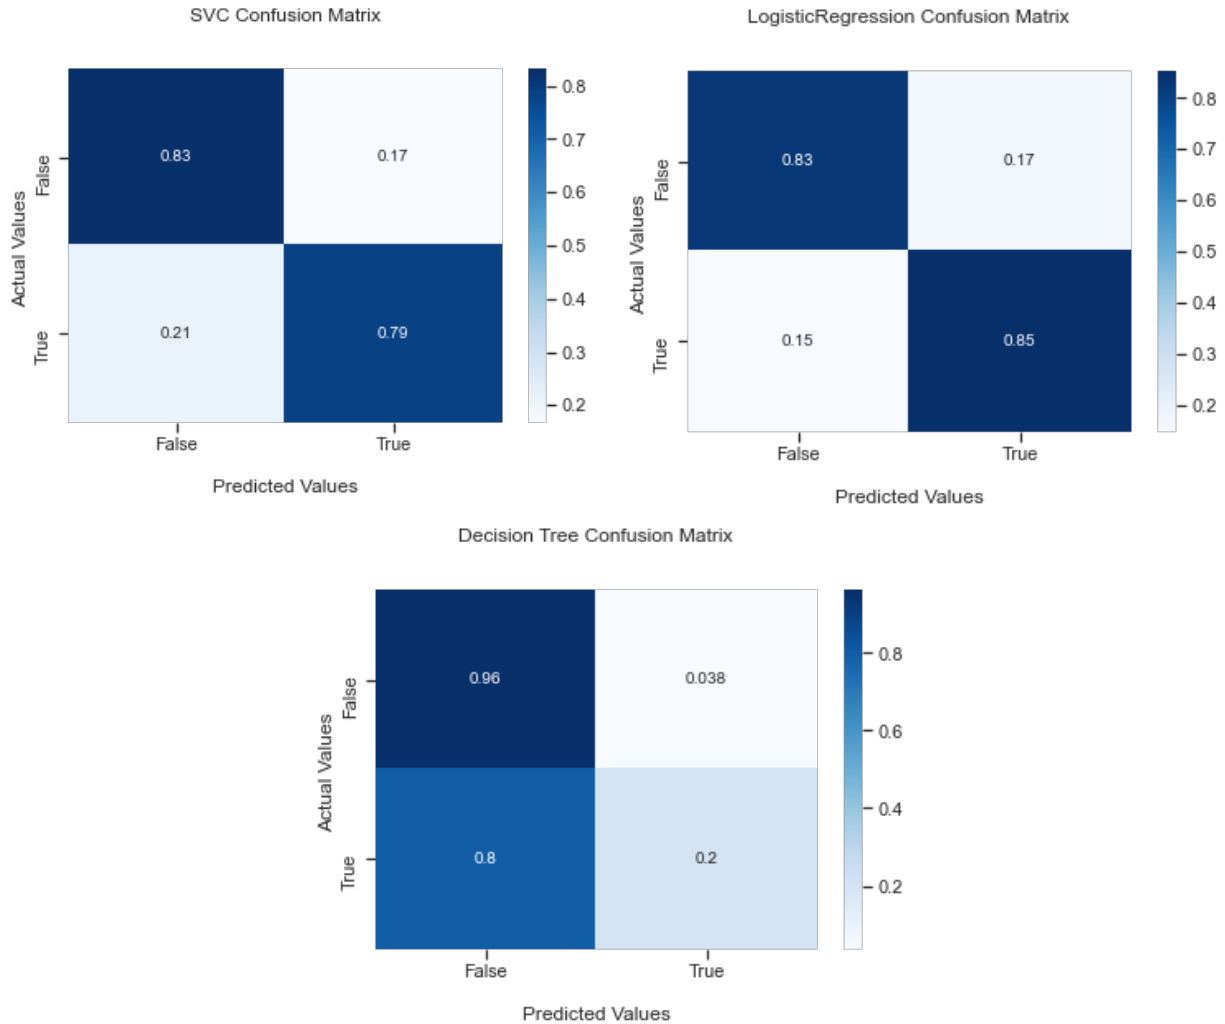 SVC Confusion Matrix
Actual Values
False
True
0.83
0.17
0.21
0.79
0.8
0.7
0.6
0.5
0.4
0.3
0.2
False
True
Predicted Values
LogisticRegression Confusion Matrix
Actual Values
False
True
0.83
0.17
0.15
0.85
0.8
0.7
0.6
0.5
0.4
0.3
0.2
False
True
Predicted Values
Decision Tree Confusion Matrix
Actual Values
False
True
0.96
0.038
0.8
0.2
0.8
0.6
0.4
0.2
False
True
Predicted Values